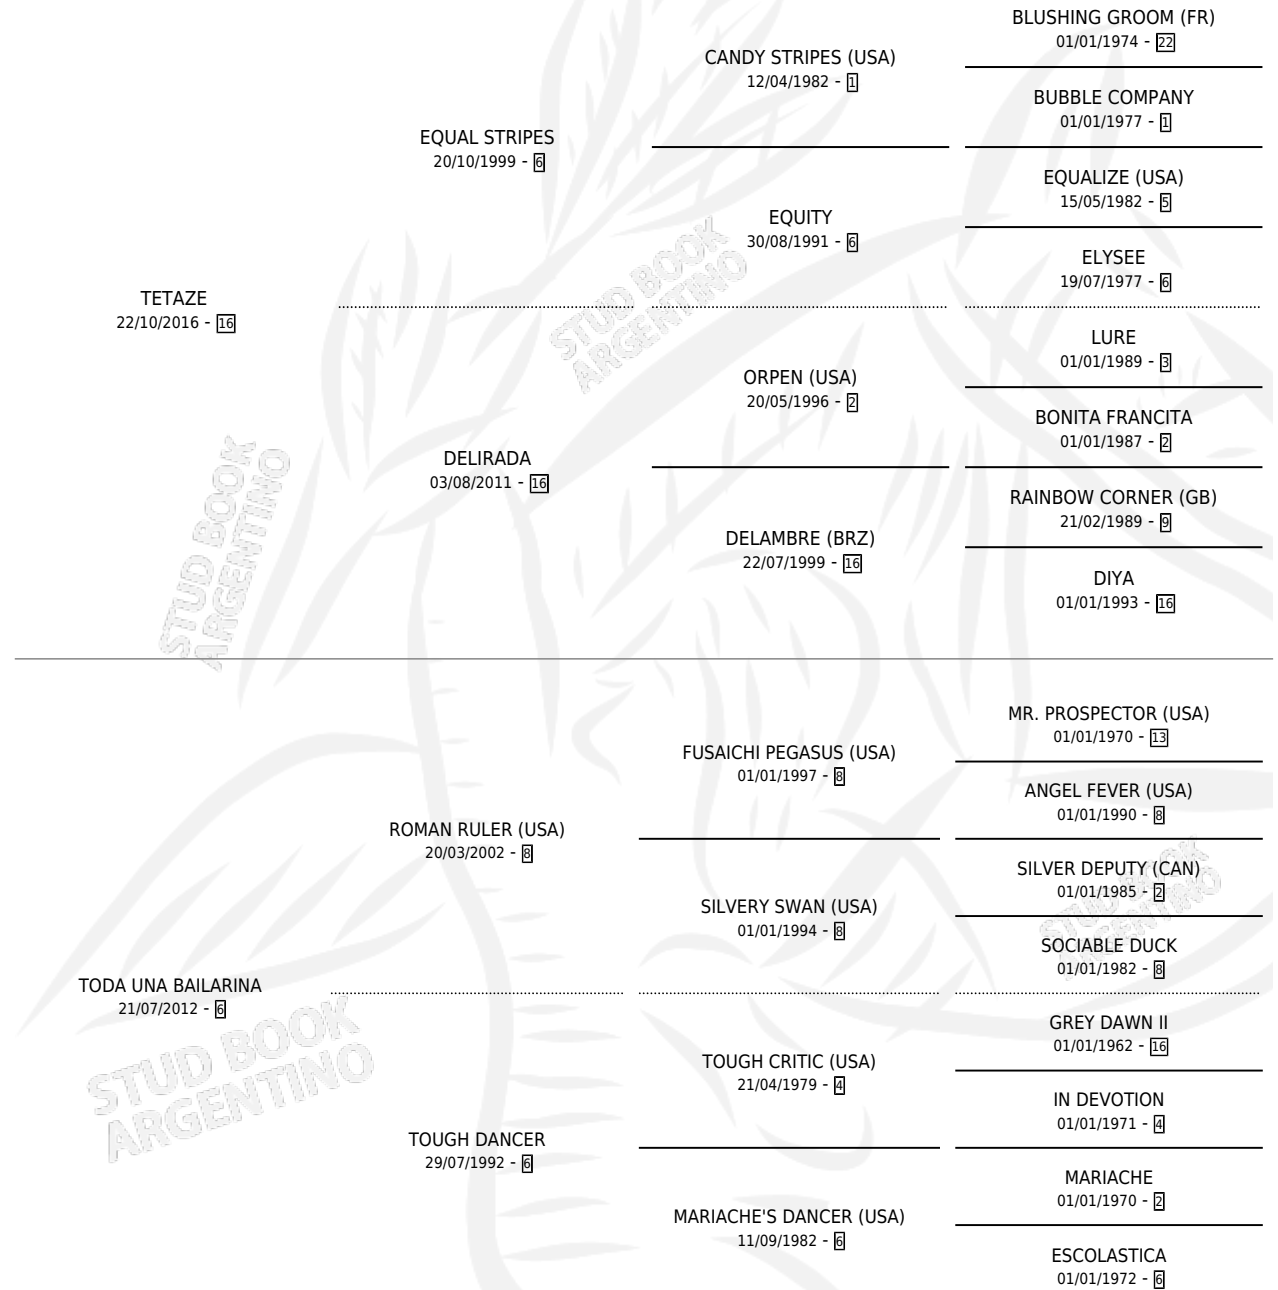 BLUSHING GROOM (FR)
01/01/1974 - 22
CANDY STRIPES (USA)
12/04/1982 - 1
BUBBLE COMPANY
01/01/1977 - 1
EQUAL STRIPES
20/10/1999 - 6
EQUALIZE (USA)
15/05/1982 - 5
EQUITY
30/08/1991 - 6
ELYSEE
19/07/1977 - 6
TETAZE
22/10/2016 - 16
LURE
01/01/1989 - 3
ORPEN (USA)
20/05/1996 - 2
BONITA FRANCITA
01/01/1987 - 2
DELIRADA
03/08/2011 - 16
RAINBOW CORNER (GB)
21/02/1989 - 9
DELAMBRE (BRZ)
22/07/1999 - 16
DIYA
01/01/1993 - 16
MR. PROSPECTOR (USA)
01/01/1970 - 13
FUSAICHI PEGASUS (USA)
01/01/1997 - 8
ANGEL FEVER (USA)
01/01/1990 - 8
ROMAN RULER (USA)
20/03/2002 - 8
SILVER DEPUTY (CAN)
01/01/1985 - 2
SILVERY SWAN (USA)
01/01/1994 - 8
SOCIABLE DUCK
01/01/1982 - 8
TODA UNA BAILARINA
21/07/2012 - 6
GREY DAWN II
01/01/1962 - 16
TOUGH CRITIC (USA)
21/04/1979 - 4
IN DEVOTION
01/01/1971 - 4
TOUGH DANCER
29/07/1992 - 6
MARIACHE
01/01/1970 - 2
MARIACHE'S DANCER (USA)
11/09/1982 - 6
ESCOLASTICA
01/01/1972 - 6
STUD BOOK
ARGENTINO
STUD BOOK
ARGENTINO
STUD BOOK
ARGENTINO
STUD BOOK
ARGENTINO